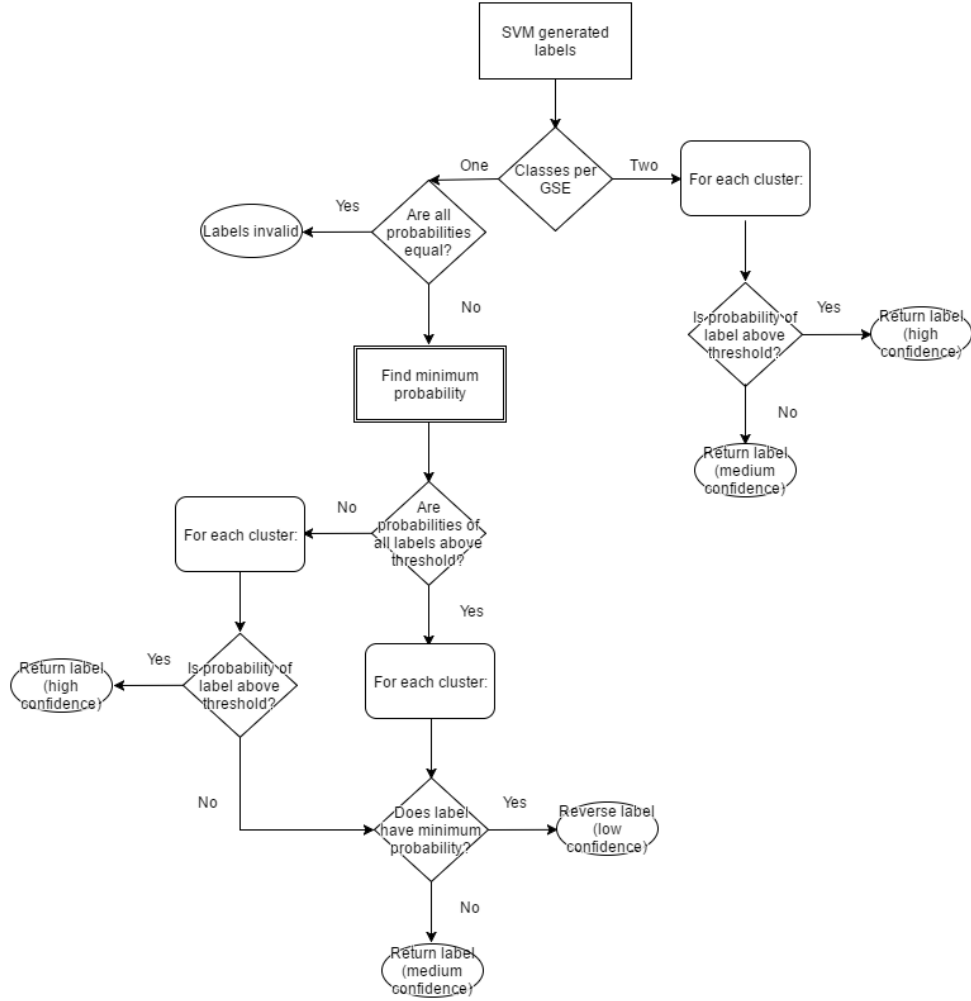 SVM generated
labels
Classes per
GSE
One
Two
For each cluster:
Are all
probabilities
equal?
Yes
Labels invalid
No
Is probability of
label above
threshold?
Yes
Return label
(high
confidence)
No
Return label
(medium
confidence)
Find minimum
probability
Are
probabilities of
all labels above
threshold?
No
For each cluster:
Yes
For each cluster:
Is probability of
label above
threshold?
Yes
Return label
(high
confidence)
No
Does label
have minimum
probability?
Yes
Reverse label
(low
confidence)
No
Return label
(medium
confidence)